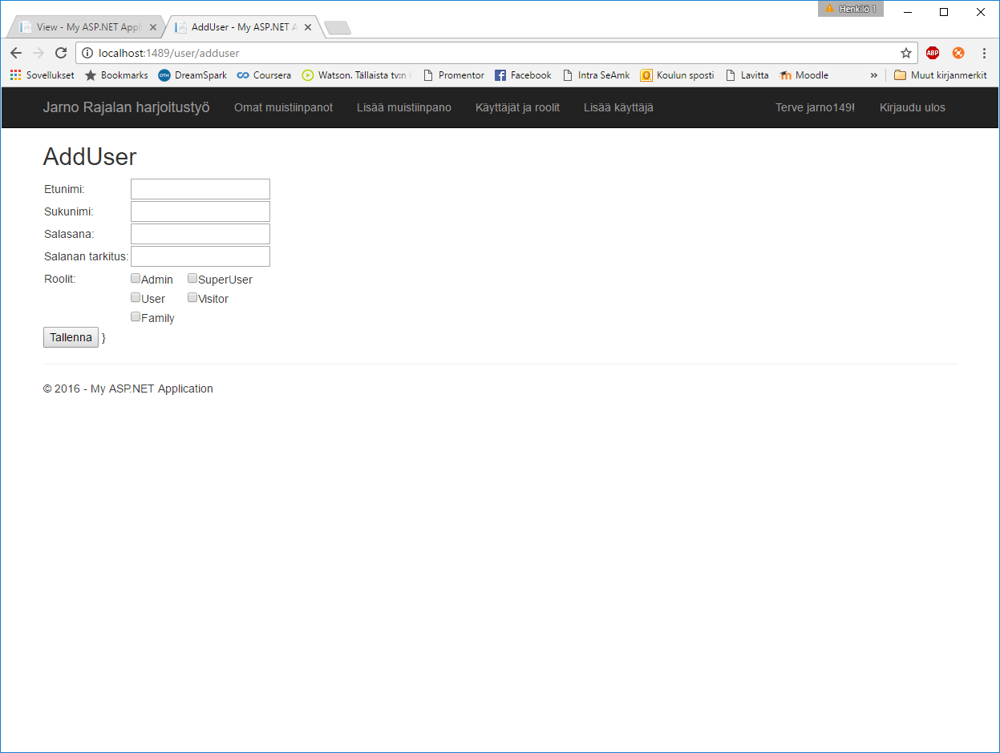 Henkilö 1
View - My ASP.NET Appli
AddUser - My ASP.NET A
localhost:1489/user/adduser
Sovellukset Bookmarks DreamSpark Coursera Watson. Tällaista tv:n Promentor Facebook Intra SeAmk Koulun sposti Lavitta Moodle » Muut kirjanmerkit
Jarno Rajalan harjoitustyö Omat muistiinpanot Lisää muistiinpano Käyttäjät ja roolit Lisää käyttäjä Terve jarno149! Kirjaudu ulos
AddUser
Etunimi:
Sukunimi:
Salasana:
Salanan tarkitus:
Roolit: Admin SuperUser
User Visitor
Family
Tallenna }
© 2016 - My ASP.NET Application